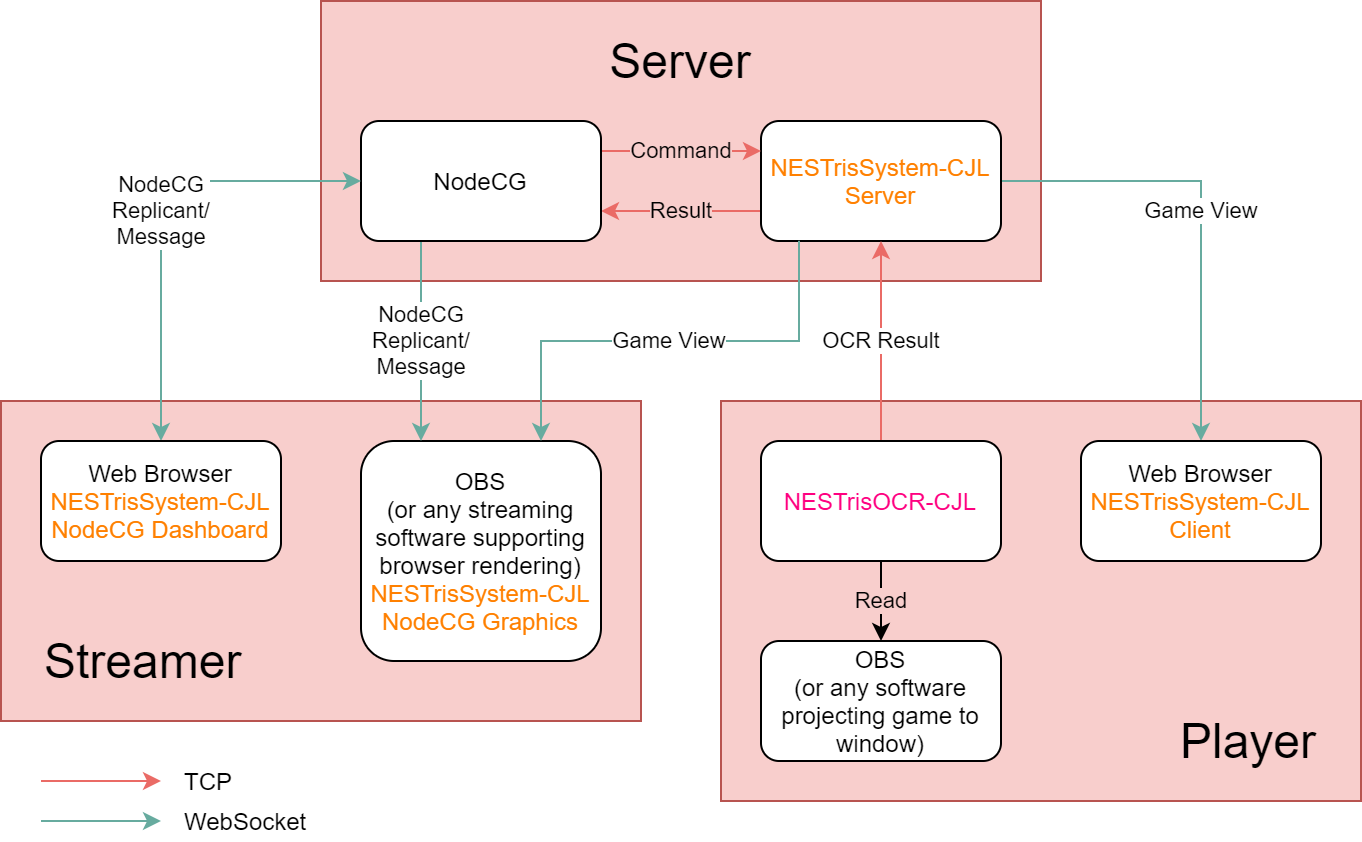 Server
NodeCG
Command
Result
NESTrisSystem-CJL
Server
NodeCG
Replicant/
Message
Game View
NodeCG
Replicant/
Message
Game View
OCR Result
Web Browser
NESTrisSystem-CJL
NodeCG Dashboard
OBS
(or any streaming
software supporting
browser rendering)
NESTrisSystem-CJL
NodeCG Graphics
Streamer
NESTrisOCR-CJL
Web Browser
NESTrisSystem-CJL
Client
Read
OBS
(or any software
projecting game to
window)
Player
TCP
WebSocket